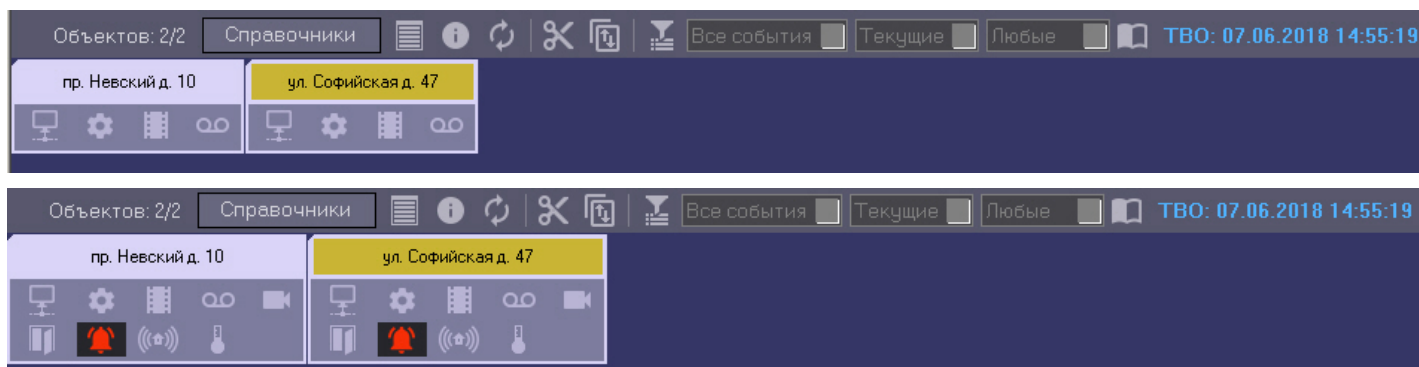 Объектов: 2/2 Справочники Все события Текущие Любые ТВО: 07.06.2018 14:55:19
пр. Невский д. 10 ул. Софийская д. 47
Объектов: 2/2 Справочники Все события Текущие Любые ТВО: 07.06.2018 14:55:19
пр. Невский д. 10 ул. Софийская д. 47